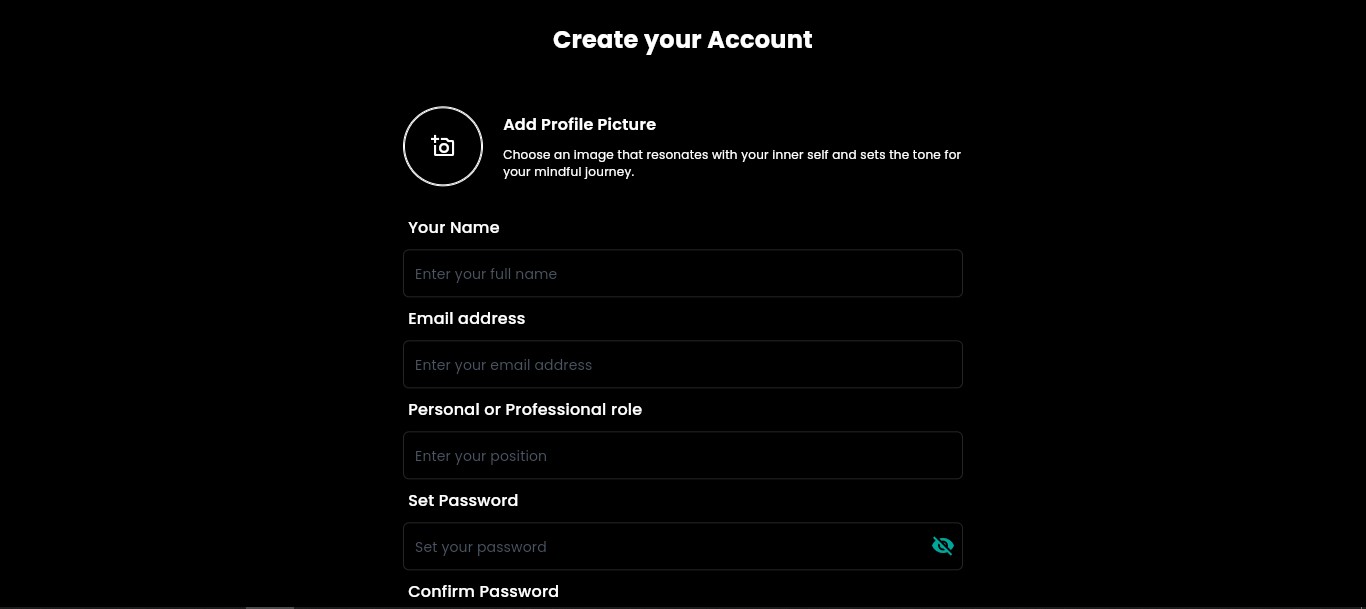 Create your Account
Add Profile Picture
Choose an image that resonates with your inner self and sets the tone for
your mindful journey.
Your Name
Enter your full name
Email address
Enter your email address
Personal or Professional role
Enter your position
Set Password
Set your password
Confirm Password